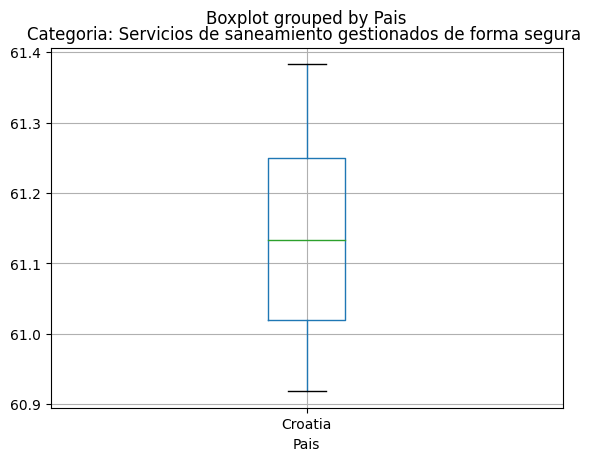 Boxplot grouped by Pais
Categoria: Servicios de saneamiento gestionados de forma segura
61.4
61.3
61.2
61.1
61.0
60.9
Croatia
Pais